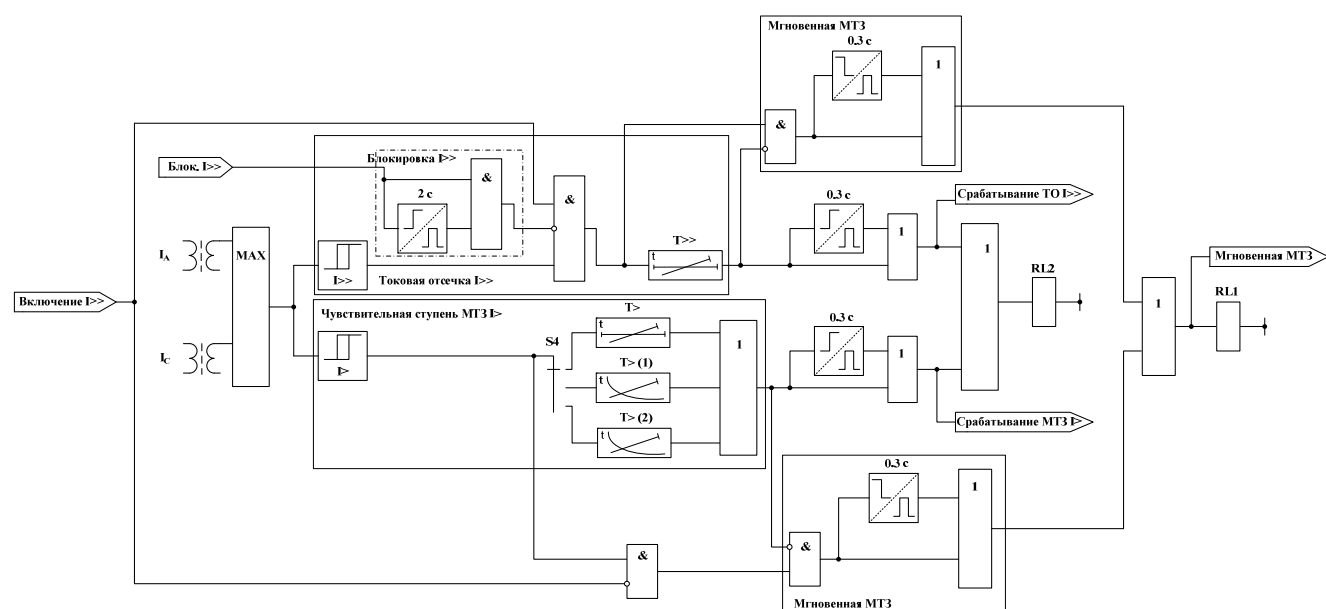 Мгновенная МТЗ
0.3 с
1
&
Блок. I>>
Блокировка I>>
2 с
&
&
0.3 с
Срабатывание ТО I>>
1
1
T>>
t
I_A
MAX
I>>
Токовая отсечка I>>
RL2
Мгновенная МТЗ
RL1
1
Включение I>>
Чувствительная ступень МТЗ I>
I_C
I>
S4
T>
t
T> (1)
t
T> (2)
t
1
0.3 с
1
Срабатывание МТЗ I>
0.3 с
1
&
&
Мгновенная МТЗ